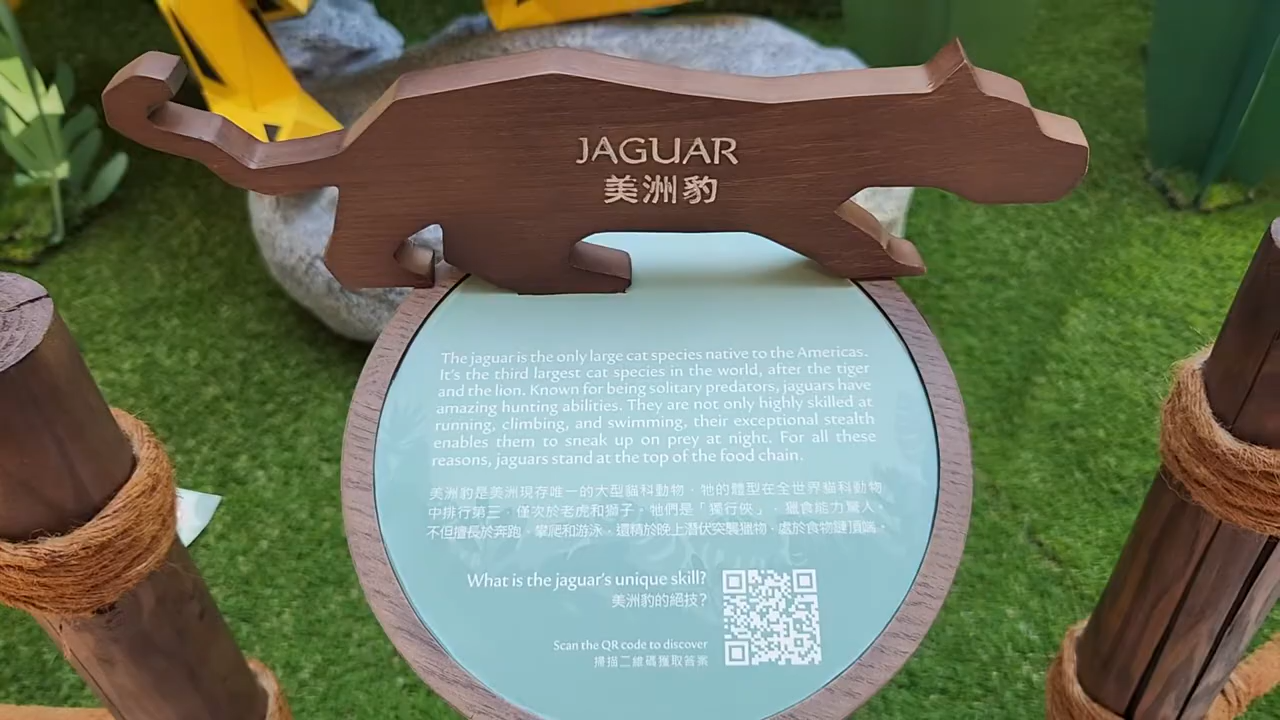 JAGUAR
美洲豹
The jaguar is the only large cat species native to the Americas.
It's the third largest cat species in the world, after the tiger
and the lion. Known for being solitary predators, jaguars have
amazing hunting abilities. They are not only highly skilled at
running, climbing, and swimming, their exceptional stealth
enables them to sneak up on prey at night. For all these
reasons, jaguars stand at the top of the food chain.
美洲豹是美洲現存唯一的大型貓科動物，牠的體型在全世界貓科動物
中排行第三，僅次於老虎和獅子。牠們是「獨行俠」，獵食能力驚人，
不但擅長於奔跑、攀爬和游泳，還精於晚上潛伏突襲獵物，處於食物鏈頂端。
What is the jaguar's unique skill?
美洲豹的絕技？
Scan the QR code to discover
掃描二維碼獲取答案